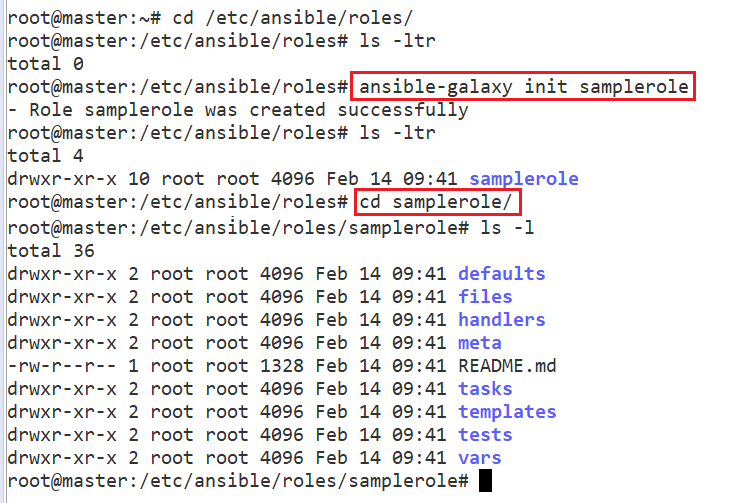 root@master:~# cd /etc/ansible/roles/
root@master:/etc/ansible/roles# ls -ltr
total 0
root@master:/etc/ansible/roles# ansible-galaxy init samplerole
- Role samplerole was created successfully
root@master:/etc/ansible/roles# ls -ltr
total 4
drwxr-xr-x 10 root root 4096 Feb 14 09:41 samplerole
root@master:/etc/ansible/roles# cd samplerole/
root@master:/etc/ansible/roles/samplerole# ls -l
total 36
drwxr-xr-x 2 root root 4096 Feb 14 09:41 defaults
drwxr-xr-x 2 root root 4096 Feb 14 09:41 files
drwxr-xr-x 2 root root 4096 Feb 14 09:41 handlers
drwxr-xr-x 2 root root 4096 Feb 14 09:41 meta
-rw-r--r-- 1 root root 1328 Feb 14 09:41 README.md
drwxr-xr-x 2 root root 4096 Feb 14 09:41 tasks
drwxr-xr-x 2 root root 4096 Feb 14 09:41 templates
drwxr-xr-x 2 root root 4096 Feb 14 09:41 tests
drwxr-xr-x 2 root root 4096 Feb 14 09:41 vars
root@master:/etc/ansible/roles/samplerole#